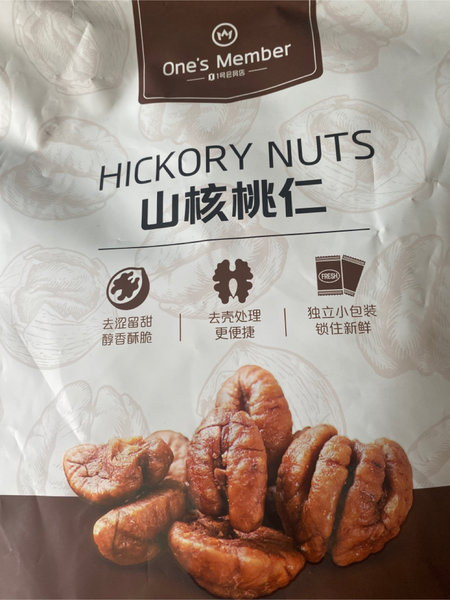 One's Member
1号会员店
HICKORY NUTS
山核桃仁
FRESH
去涩留甜
醇香酥脆
去壳处理
更便捷
独立小包装
锁住新鲜